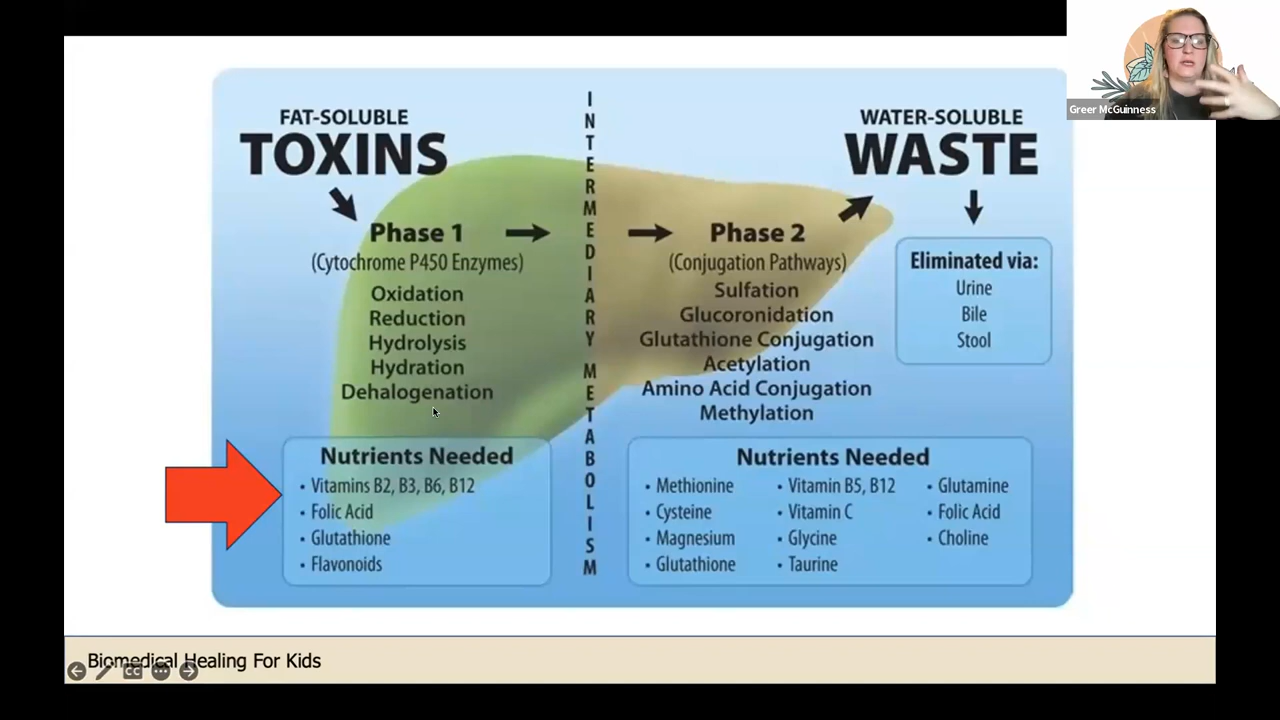 Greer McGuinness
FAT-SOLUBLE
TOXINS
Phase 1
(Cytochrome P450 Enzymes)
Oxidation
Reduction
Hydrolysis
Hydration
Dehalogenation
Nutrients Needed
• Vitamins B2, B3, B6, B12
• Folic Acid
• Glutathione
• Flavonoids
INTERMEDIARY METABOLISM
WATER-SOLUBLE
WASTE
Phase 2
(Conjugation Pathways)
Sulfation
Glucoronidation
Glutathione Conjugation
Acetylation
Amino Acid Conjugation
Methylation
Eliminated via:
Urine
Bile
Stool
Nutrients Needed
• Methionine
• Cysteine
• Magnesium
• Glutathione
• Vitamin B5, B12
• Vitamin C
• Glycine
• Taurine
• Glutamine
• Folic Acid
• Choline
Biomedical Healing For Kids
CC